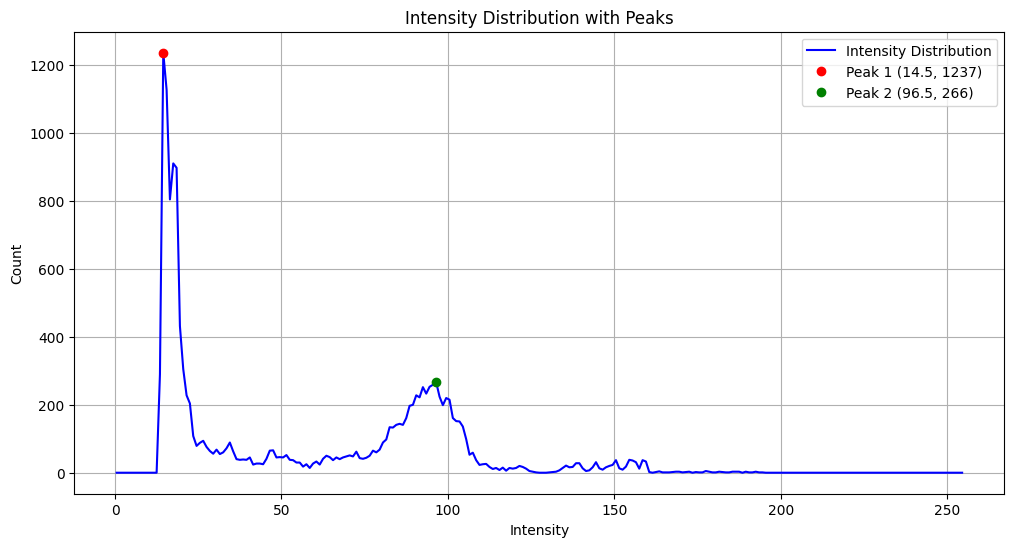 Intensity Distribution with Peaks
Intensity Distribution
Peak 1 (14.5, 1237)
Peak 2 (96.5, 266)
1200
1000
800
600
400
200
0
Count
0 50 100 150 200 250
Intensity